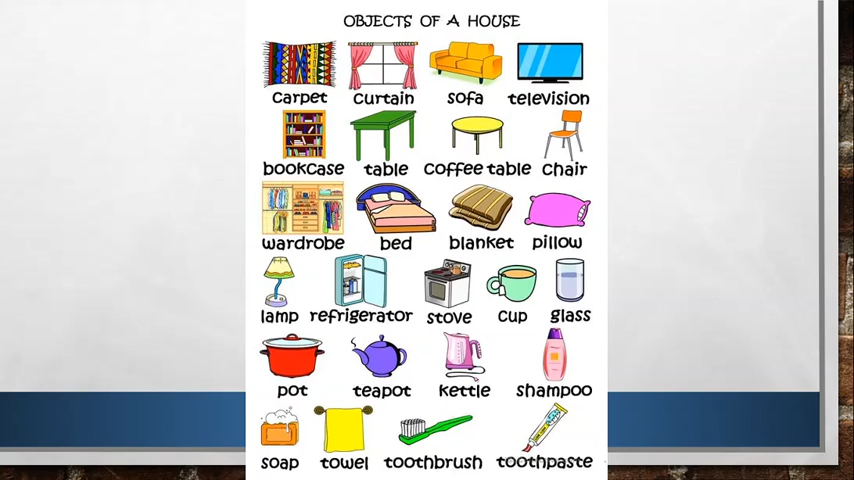 OBJECTS OF A HOUSE
carpet curtain sofa television
bookcase table coffee table chair
wardrobe bed blanket pillow
lamp refrigerator stove cup glass
pot teapot kettle shampoo
soap towel toothbrush toothpaste